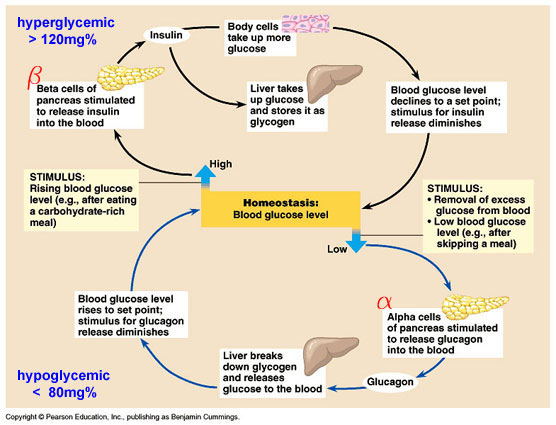 hyperglycemic
> 120mg%
Insulin
Body cells
take up more
glucose
β
Beta cells of
pancreas stimulated
to release insulin
into the blood
Liver takes
up glucose
and stores it as
glycogen
Blood glucose level
declines to a set point;
stimulus for insulin
release diminishes
High
STIMULUS:
Rising blood glucose
level (e.g., after eating
a carbohydrate-rich
meal)
Homeostasis:
Blood glucose level
STIMULUS:
• Removal of excess
glucose from blood
• Low blood glucose
level (e.g., after
skipping a meal)
Low
Blood glucose level
rises to set point;
stimulus for glucagon
release diminishes
α
Alpha cells
of pancreas stimulated
to release glucagon
into the blood
Liver breaks
down glycogen
and releases
glucose to the blood
Glucagon
hypoglycemic
< 80mg%
Copyright © Pearson Education, Inc., publishing as Benjamin Cummings.